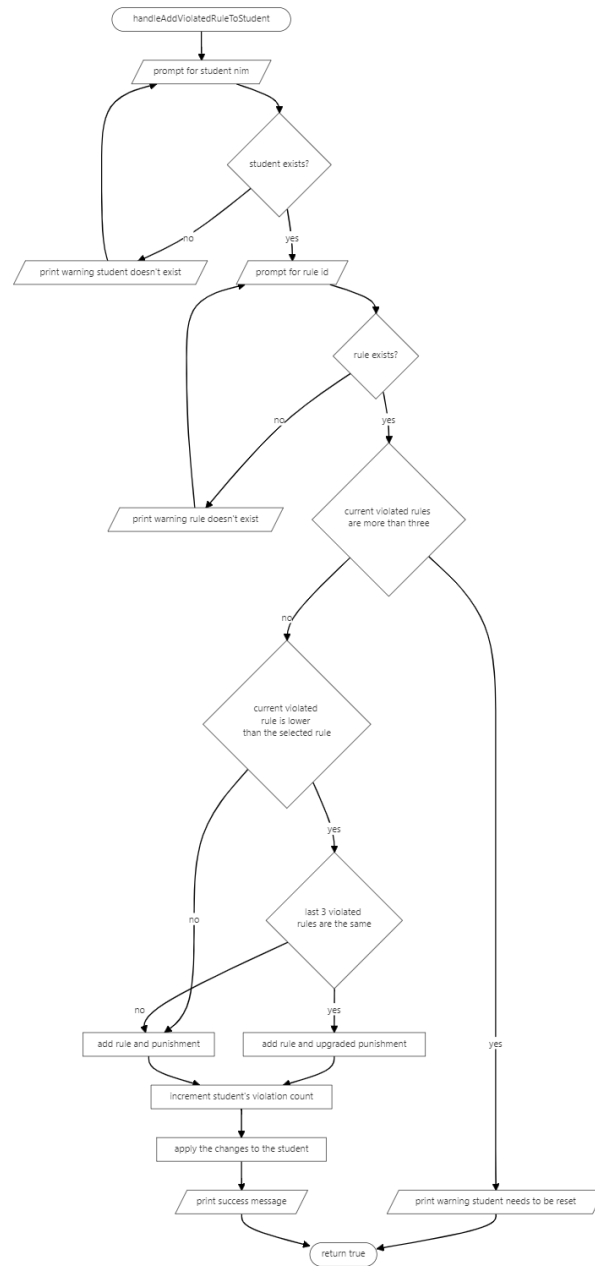 handleAddViolatedRuleToStudent
prompt for student nim
student exists?
no
yes
print warning student doesn't exist
prompt for rule id
rule exists?
no
yes
print warning rule doesn't exist
current violated rules
are more than three
no
current violated
rule is lower
than the selected rule
yes
last 3 violated
rules are the same
no
no
yes
add rule and punishment
add rule and upgraded punishment
yes
increment student's violation count
apply the changes to the student
print success message
print warning student needs to be reset
return true